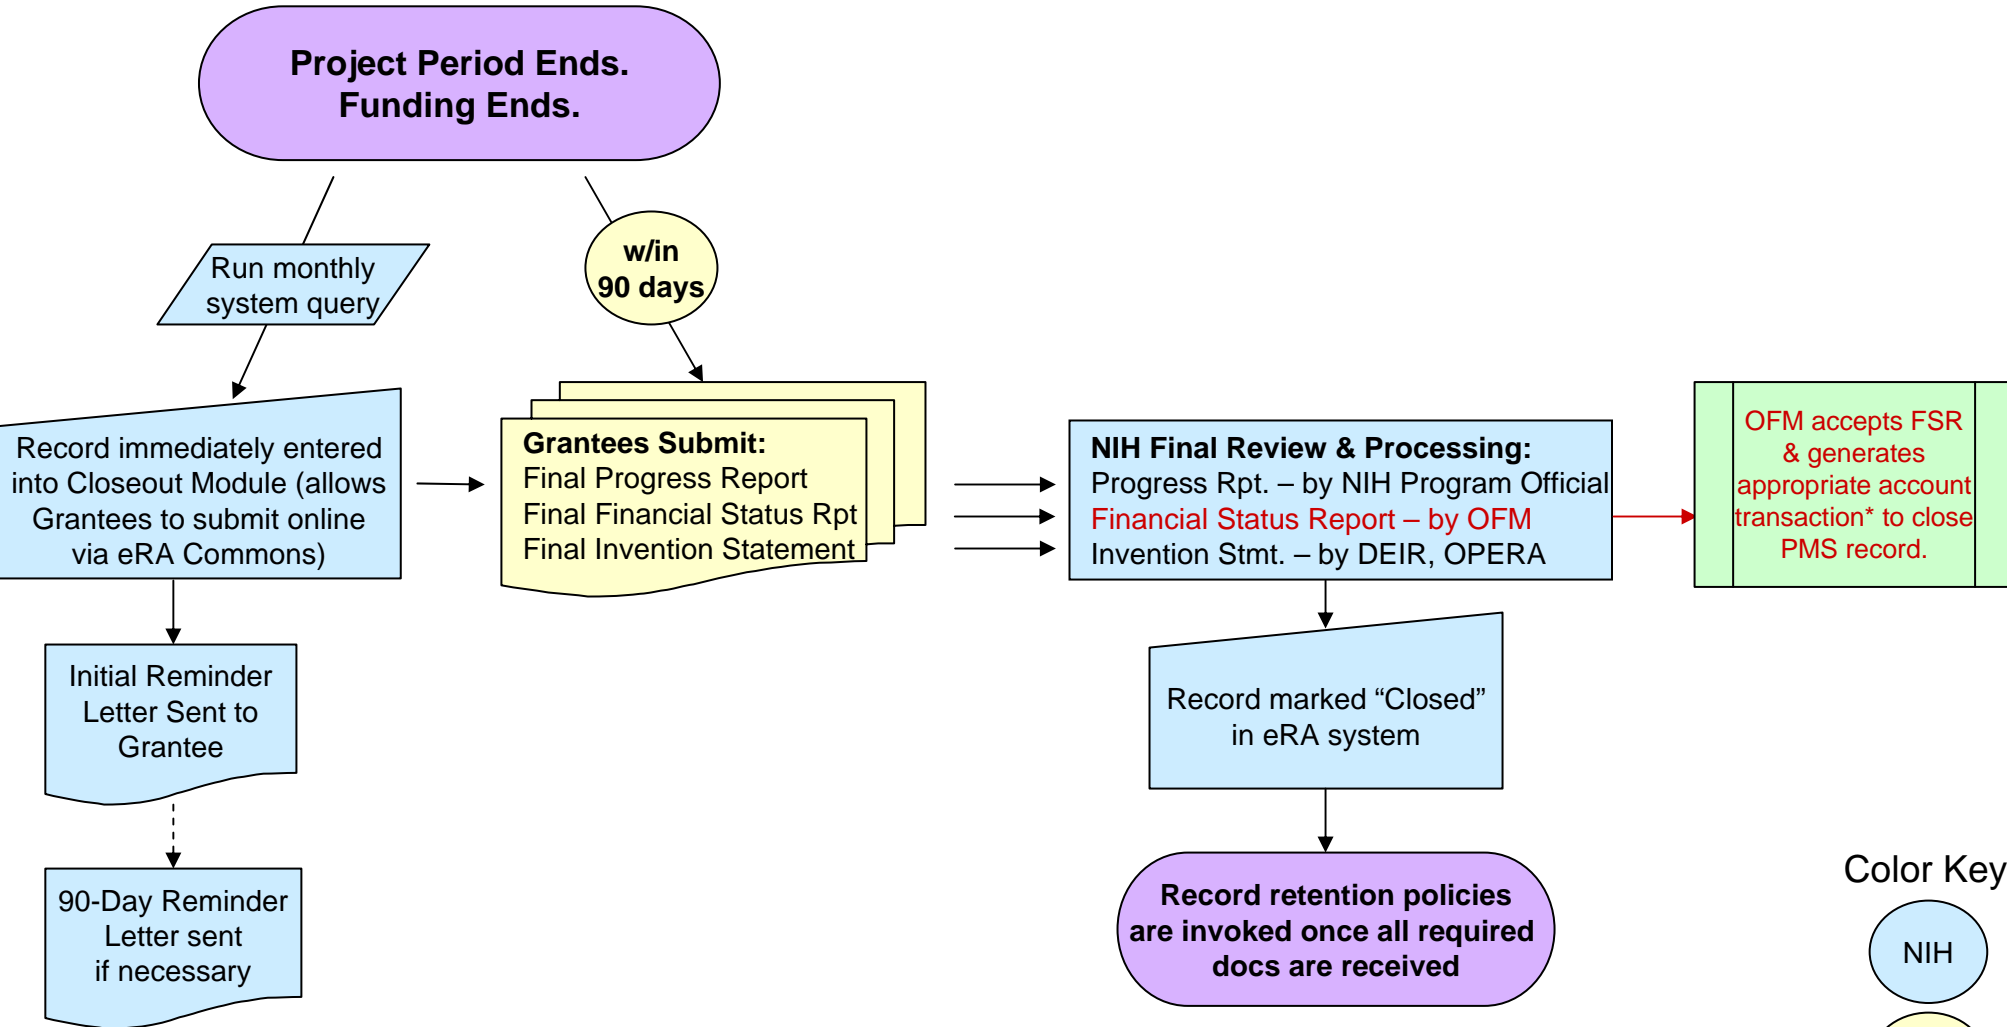 Project Period Ends.
Funding Ends.
Run monthly
system query
w/in
90 days
Record immediately entered
into Closeout Module (allows
Grantees to submit online
via eRA Commons)
Grantees Submit:
Final Progress Report
Final Financial Status Rpt
Final Invention Statement
NIH Final Review & Processing:
Progress Rpt. – by NIH Program Official
Financial Status Report – by OFM
Invention Stmt. – by DEIR, OPERA
OFM accepts FSR
& generates
appropriate account
transaction* to close
PMS record.
Initial Reminder
Letter Sent to
Grantee
Record marked “Closed”
in eRA system
90-Day Reminder
Letter sent
if necessary
Record retention policies
are invoked once all required
docs are received
Color Key
NIH